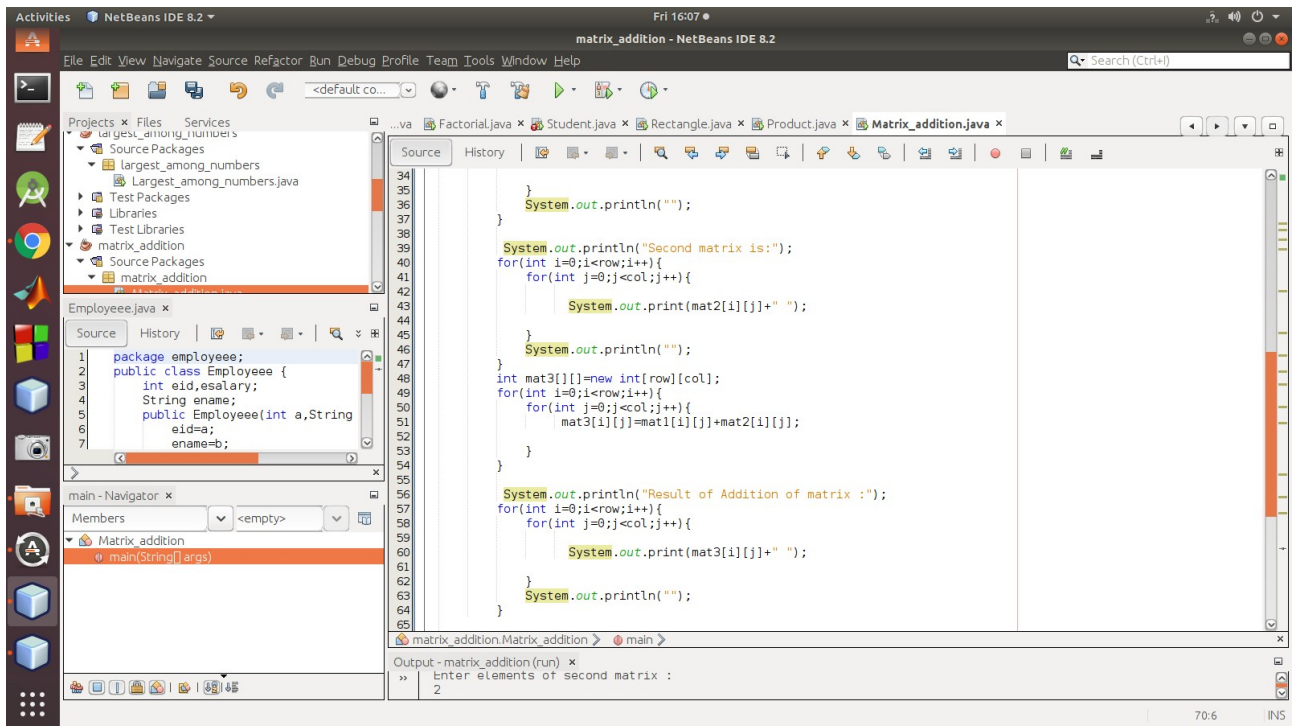 Activities NetBeans IDE 8.2 Fri 16:07
matrix_addition - NetBeans IDE 8.2
File Edit View Navigate Source Refactor Run Debug Profile Team Tools Window Help Search (Ctrl+I)
<default co...
Projects Files Services
largest_among_numbers
Source Packages
largest_among_numbers
Largest_among_numbers.java
Test Packages
Libraries
Test Libraries
matrix_addition
Source Packages
matrix_addition
Matrix_addition.java
Employeee.java
Source History
1 package employeee;
2 public class Employeee {
3 int eid,esalary;
4 String ename;
5 public Employeee(int a,String
6 eid=a;
7 ename=b;
main - Navigator
Members <empty>
Matrix_addition
main(String[] args)
...va Factorial.java Student.java Rectangle.java Product.java Matrix_addition.java
Source History
34
35 }
36 System.out.println("");
37 }
38
39 System.out.println("Second matrix is:");
40 for(int i=0;i<row;i++){
41 for(int j=0;j<col;j++){
42
43 System.out.print(mat2[i][j]+" ");
44
45 }
46 System.out.println("");
47 }
48 int mat3[][]=new int[row][col];
49 for(int i=0;i<row;i++){
50 for(int j=0;j<col;j++){
51 mat3[i][j]=mat1[i][j]+mat2[i][j];
52
53 }
54 }
55
56 System.out.println("Result of Addition of matrix :");
57 for(int i=0;i<row;i++){
58 for(int j=0;j<col;j++){
59
60 System.out.print(mat3[i][j]+" ");
61
62 }
63 System.out.println("");
64 }
65
matrix_addition.Matrix_addition main
Output - matrix_addition (run)
Enter elements of second matrix :
2
70:6 INS